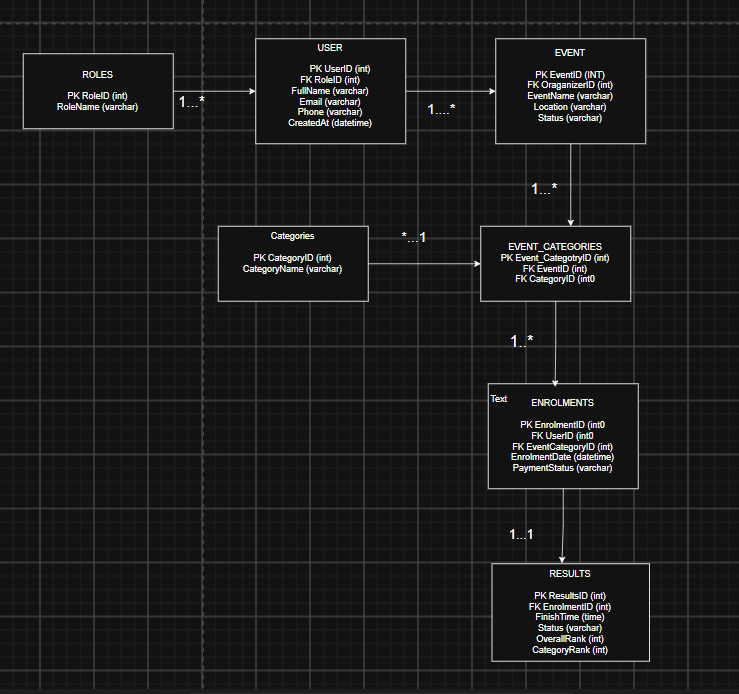 ROLES
PK RoleID (int)
RoleName (varchar)
1...*
USER
PK UserID (int)
FK RoleID (int)
FullName (varchar)
Email (varchar)
Phone (varchar)
CreatedAt (datetime)
1....*
EVENT
PK EventID (INT)
FK OraganizerID (int)
EventName (varchar)
Location (varchar)
Status (varchar)
1...*
Categories
PK CategoryID (int)
CategoryName (varchar)
*...1
EVENT_CATEGORIES
PK Event_CategotryID (int)
FK EventID (int)
FK CategoryID (int0
1..*
Text
ENROLMENTS
PK EnrolmentID (int0
FK UserID (int0
FK EventCategoryID (int)
EnrolmentDate (datetime)
PaymentStatus (varchar)
1...1
RESULTS
PK ResultsID (int)
FK EnrolmentID (int)
FinishTime (time)
Status (varchar)
OverallRank (int)
CategoryRank (int)